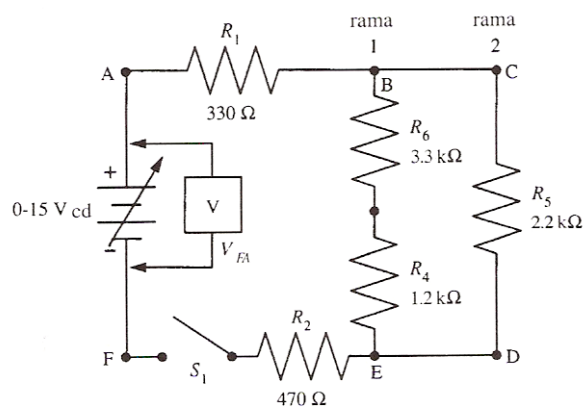 rama
1
rama
2
R1
A
B
C
330 Ω
R6
3.3 kΩ
+
0-15 Vcd
-
V
VFA
R5
2.2 kΩ
R4
1.2 kΩ
F
S1
R2
470 Ω
E
D